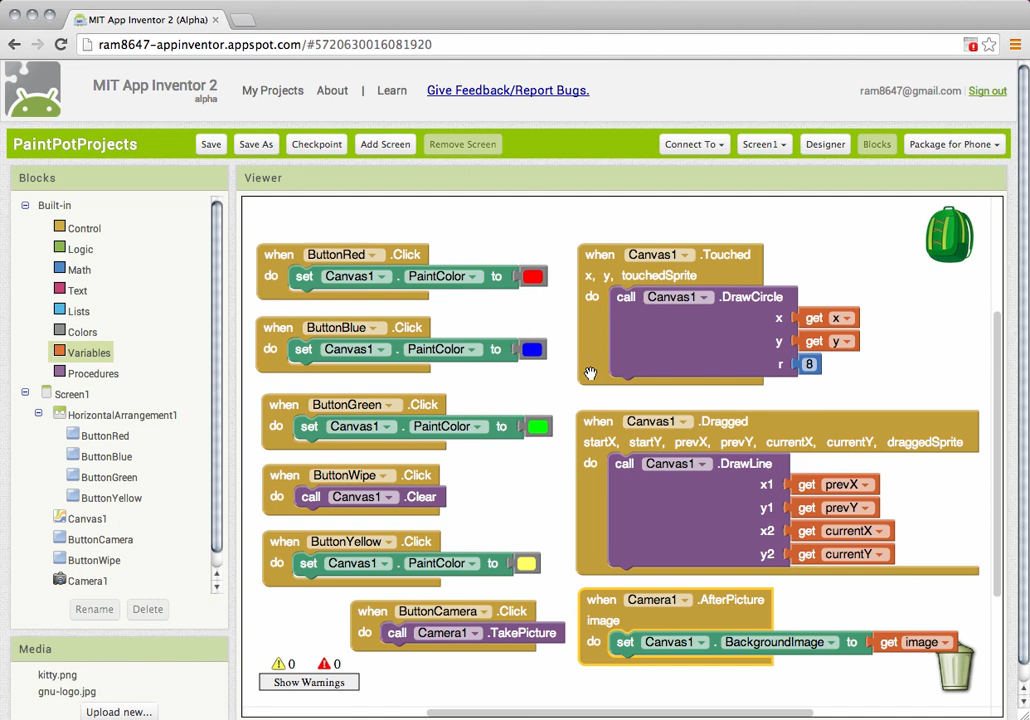 MIT App Inventor 2 (Alpha)
ram8647-appinventor.appspot.com/#5720630016081920
MIT App Inventor 2
alpha
My Projects About | Learn Give Feedback/Report Bugs.
ram8647@gmail.com Sign out
PaintPotProjects
Save Save As Checkpoint Add Screen Remove Screen
Connect To Screen1 Designer Blocks Package for Phone
Blocks
Built-in
Control
Logic
Math
Text
Lists
Colors
Variables
Procedures
Screen1
HorizontalArrangement1
ButtonRed
ButtonBlue
ButtonGreen
ButtonYellow
Canvas1
ButtonCamera
ButtonWipe
Camera1
Rename Delete
Media
kitty.png
gnu-logo.jpg
Upload new...
Viewer
when ButtonRed .Click
do set Canvas1 . PaintColor to
when ButtonBlue .Click
do set Canvas1 . PaintColor to
when ButtonGreen .Click
do set Canvas1 . PaintColor to
when ButtonWipe .Click
do call Canvas1 .Clear
when ButtonYellow .Click
do set Canvas1 . PaintColor to
when ButtonCamera .Click
do call Camera1 .TakePicture
0 0
Show Warnings
when Canvas1 .Touched
x, y, touchedSprite
do call Canvas1 .DrawCircle
x get x
y get y
r 8
when Canvas1 .Dragged
startX, startY, prevX, prevY, currentX, currentY, draggedSprite
do call Canvas1 .DrawLine
x1 get prevX
y1 get prevY
x2 get currentX
y2 get currentY
when Camera1 .AfterPicture
image
do set Canvas1 . BackgroundImage to get image